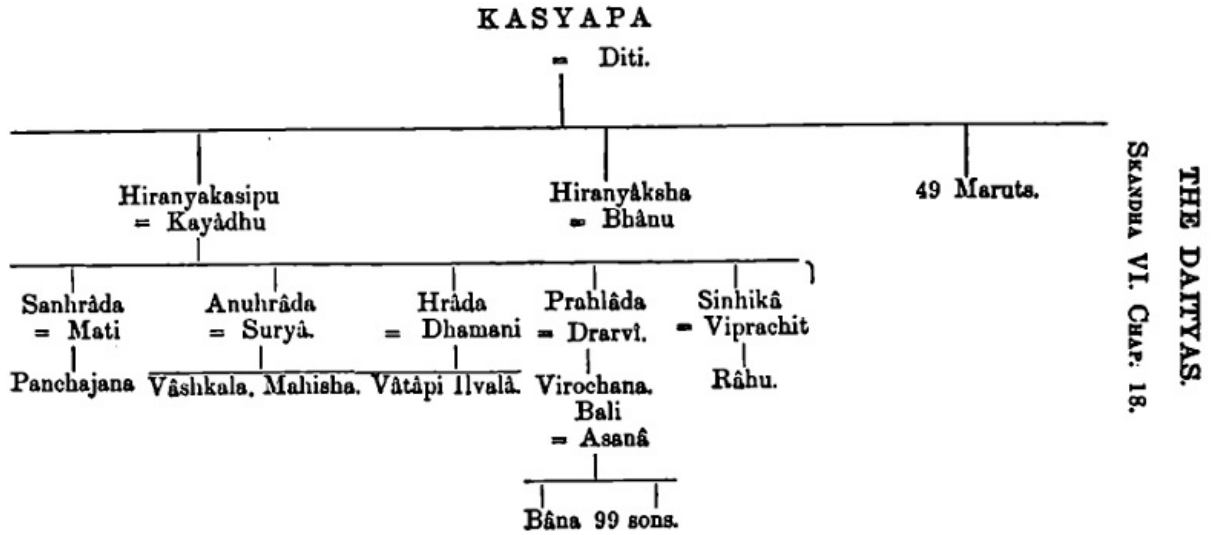 KASYAPA
= Diti.
Hiranyakasipu
= Kayâdhu
Hiranyâksha
= Bhânu
49 Maruts.
Sanhrâda
= Mati
Panchajana
Anuhrâda
= Suryâ.
Vâshkala. Mahisha.
Hrâda
= Dhamani
Vâtâpi Ilvalâ.
Prahlâda
= Drarvî.
Virochana.
Bali
= Asanâ
Bâna 99 sons.
Sinhikâ
= Viprachit
Râhu.
THE DAITYAS.
SKANDHA VI. CHAP: 18.